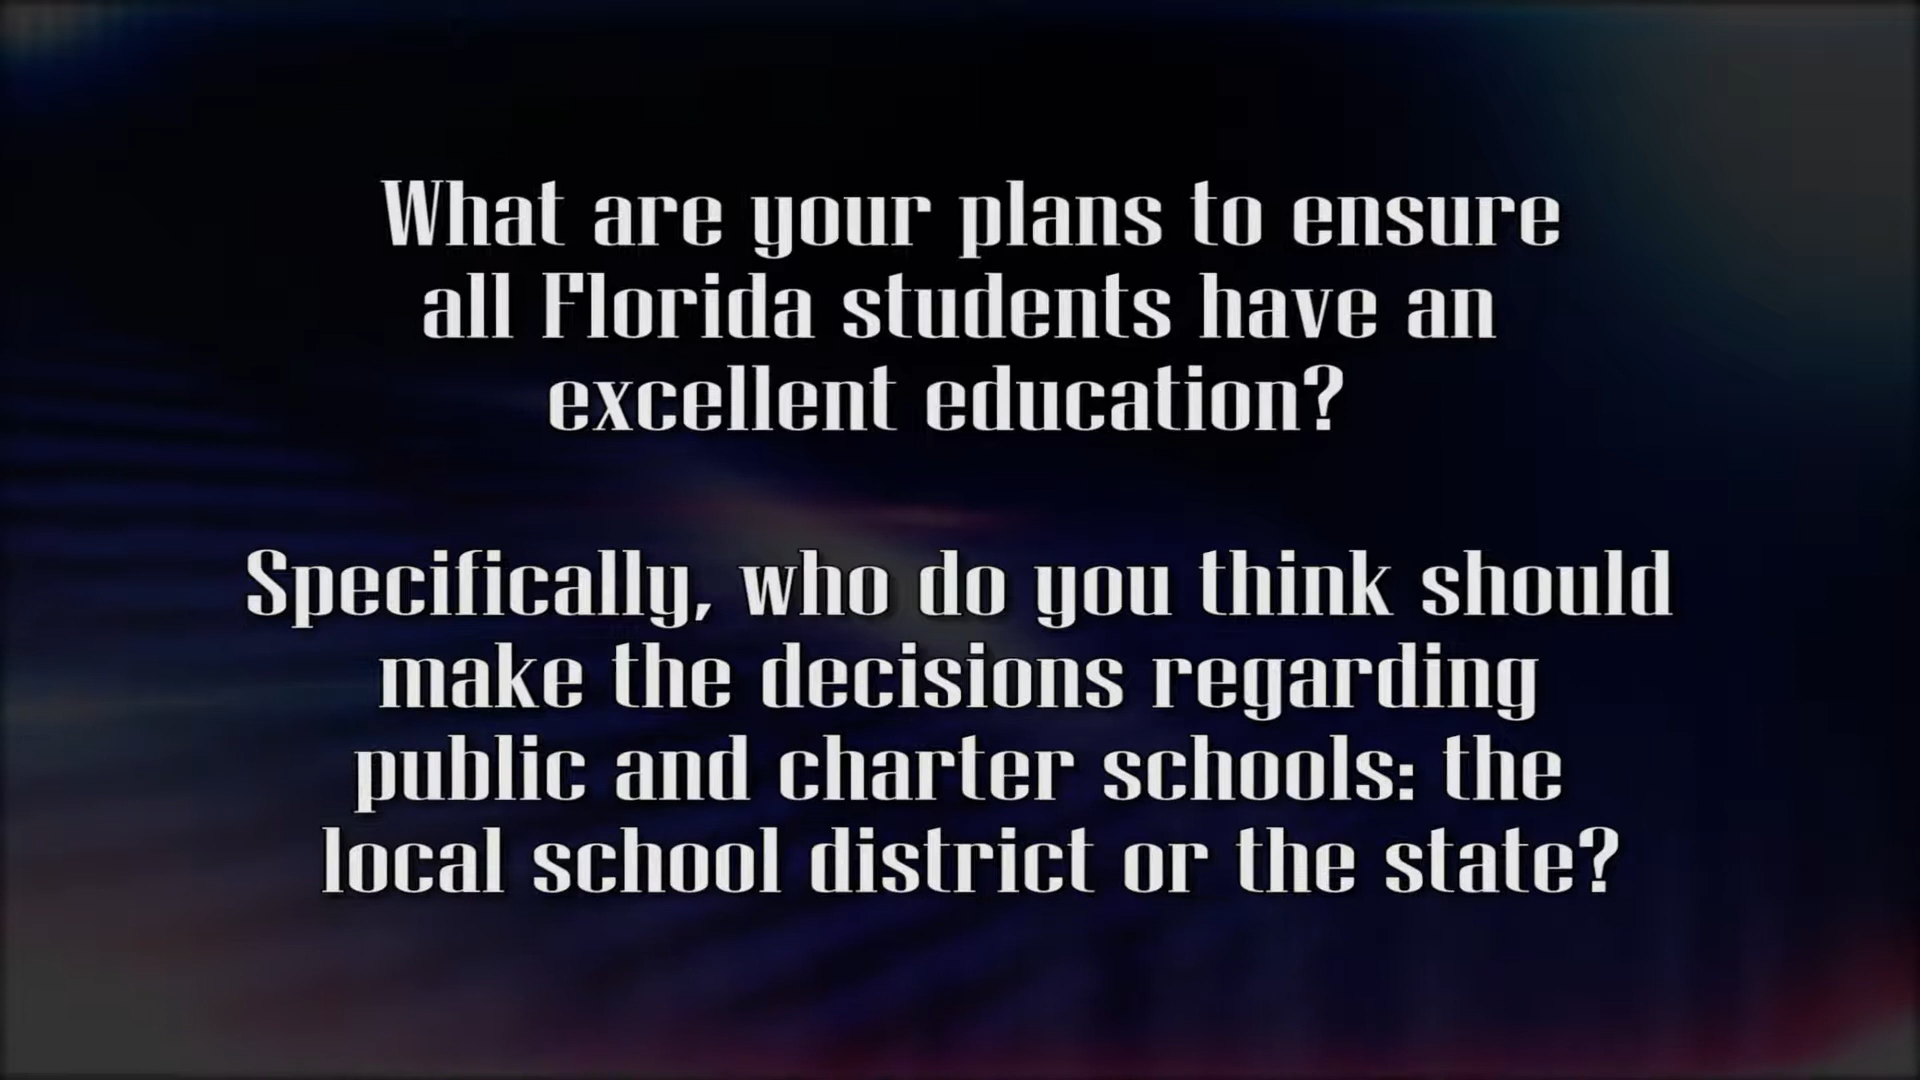 What are your plans to ensure
all Florida students have an
excellent education?
Specifically, who do you think should
make the decisions regarding
public and charter schools: the
local school district or the state?